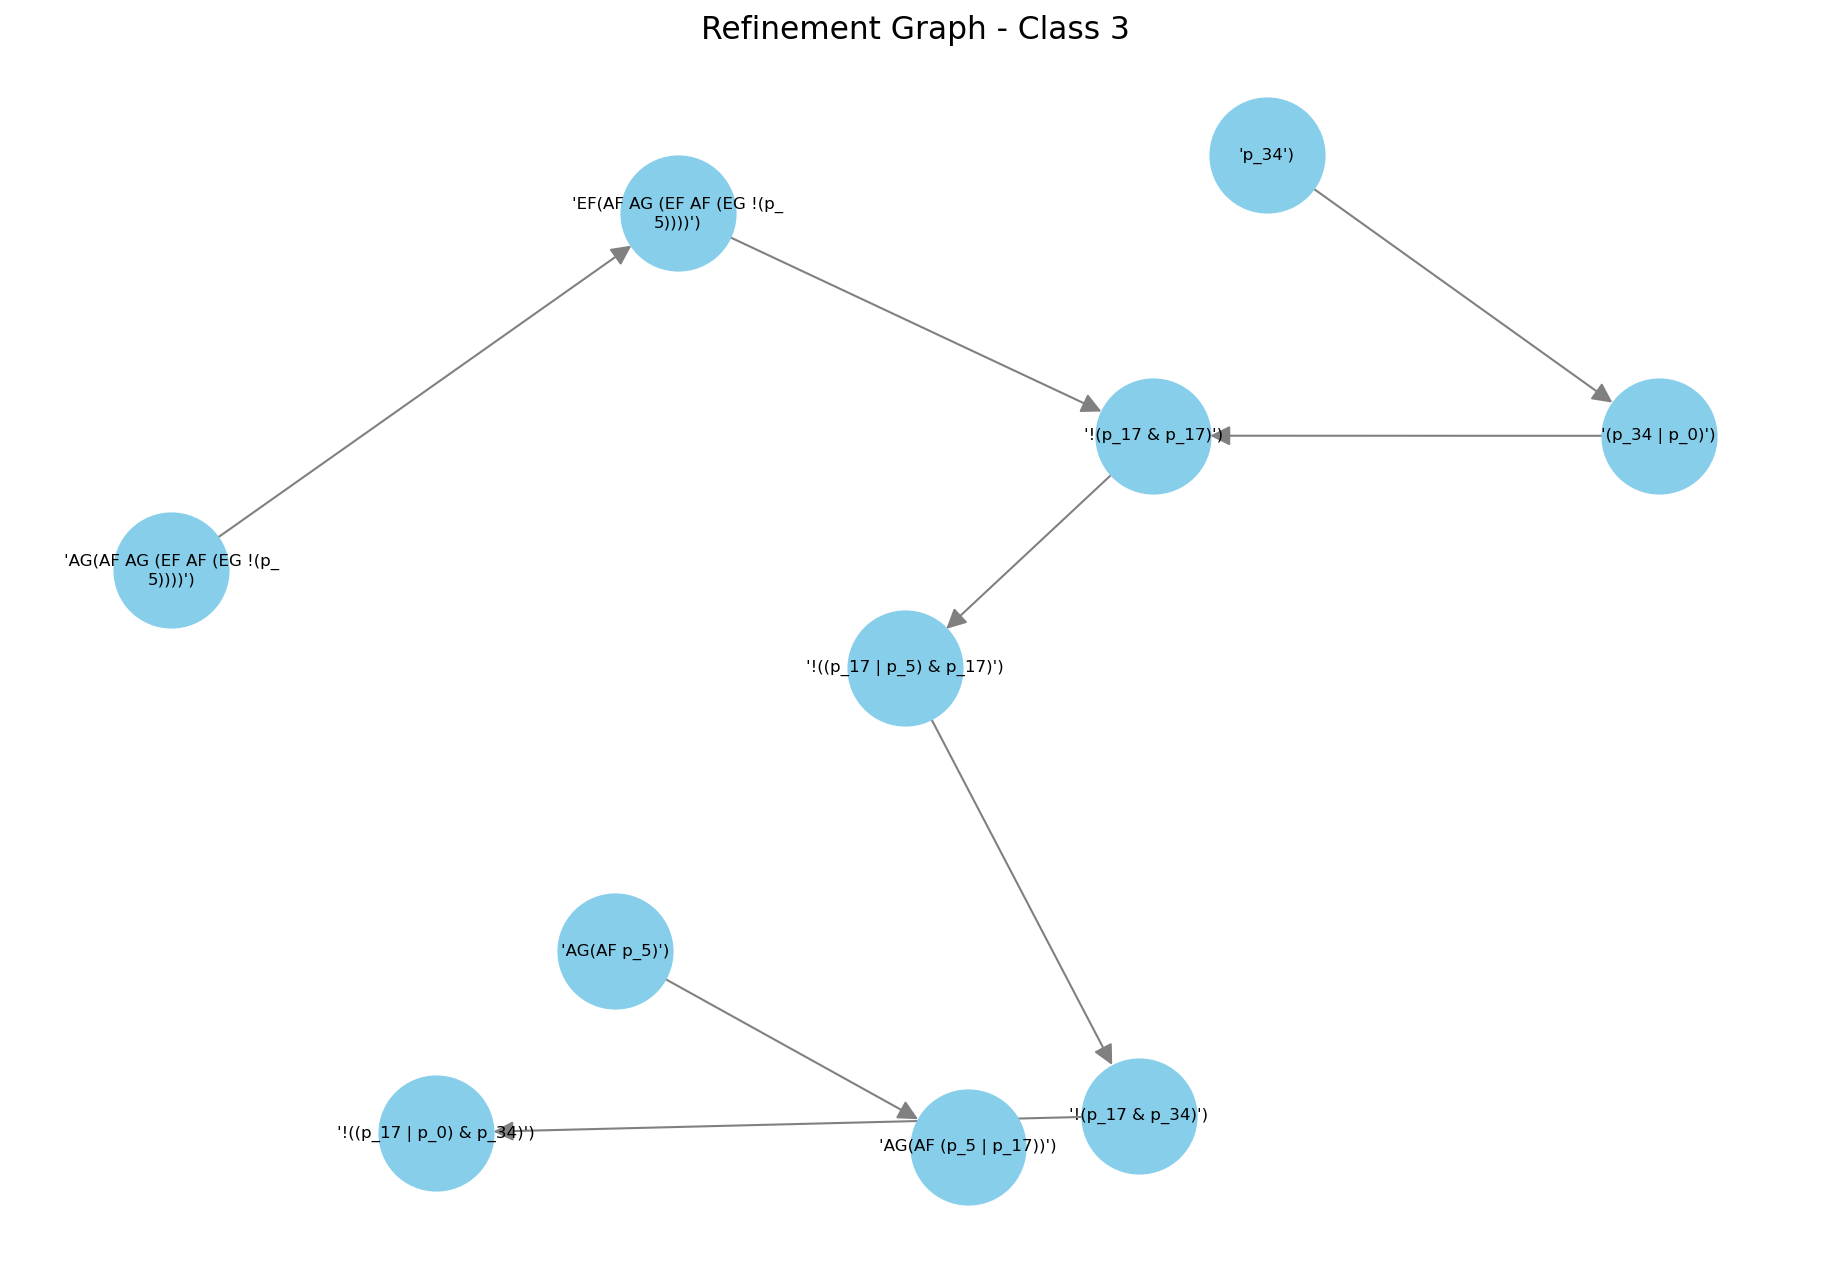 Refinement Graph - Class 3
'p_34')
'EF(AF AG (EF AF (EG !(p_
5))))')
'!(p_17 & p_17)')
'(p_34 | p_0)')
'AG(AF AG (EF AF (EG !(p_
5))))')
'!((p_17 | p_5) & p_17)')
'AG(AF p_5)')
'!(p_17 & p_34)')
'!((p_17 | p_0) & p_34)')
'AG(AF (p_5 | p_17))')